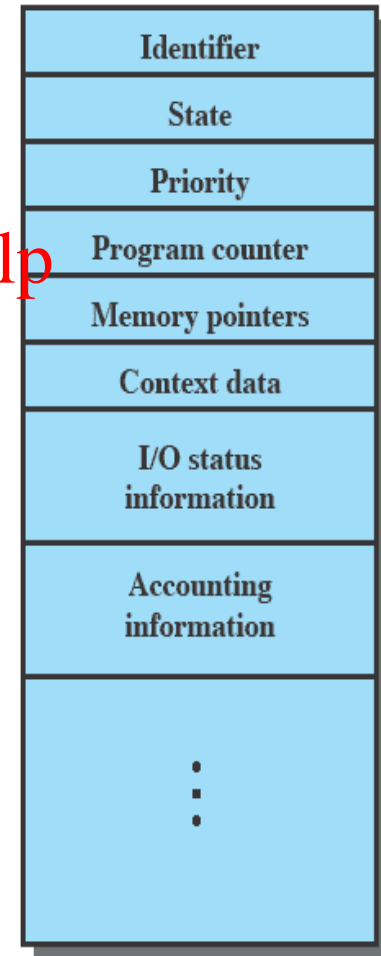 Identifier
State
Priority
Program counter
Memory pointers
Context data
I/O status
information
Accounting
information